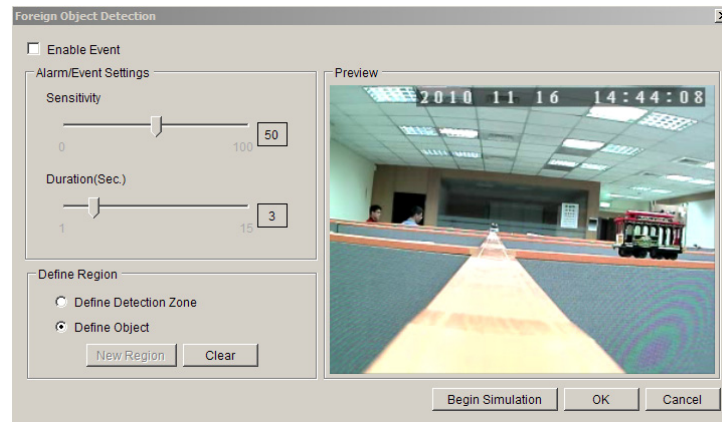 Foreign Object Detection
Enable Event
Alarm/Event Settings
Sensitivity
50
0 100
Duration(Sec.)
3
1 15
Define Region
Define Detection Zone
Define Object
New Region Clear
Preview
2010 11 16 14:44:08
Begin Simulation OK Cancel